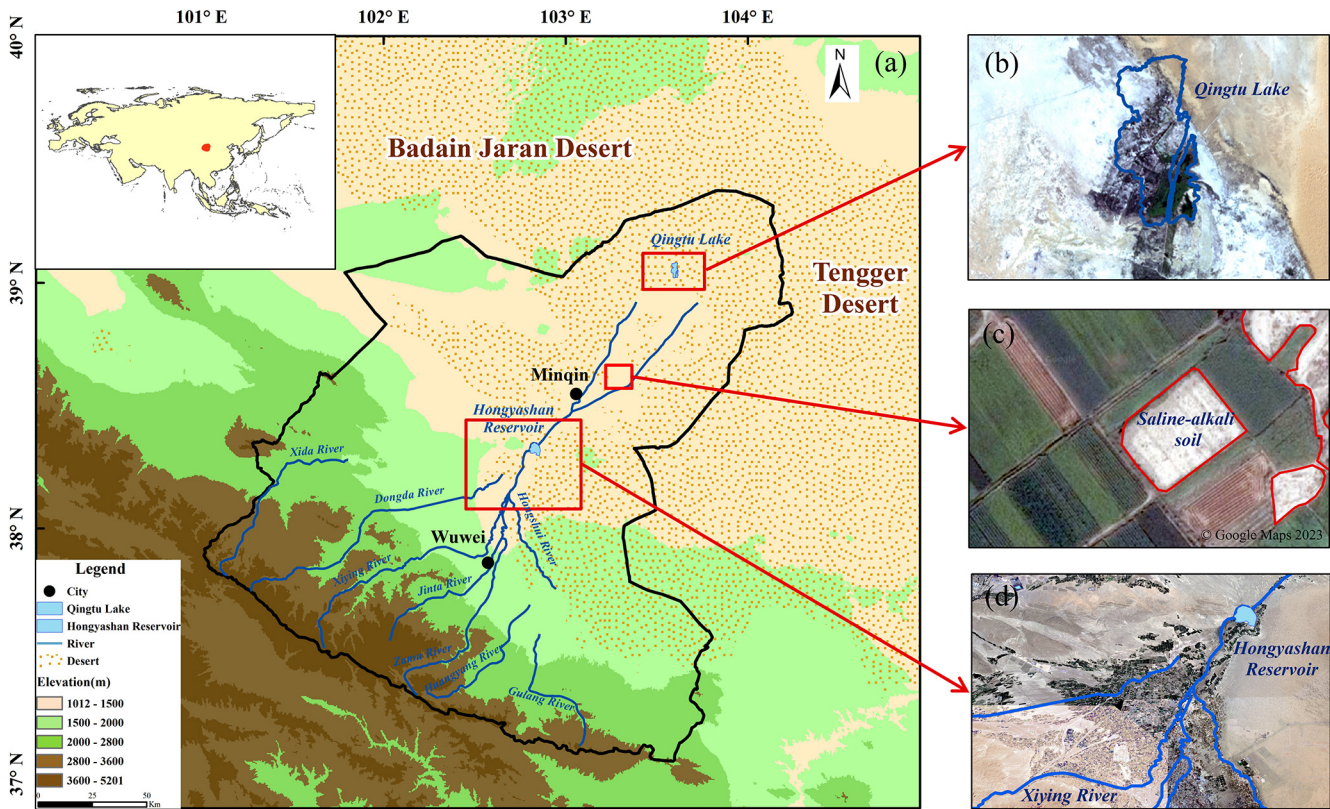 101° E
102° E
103° E
104° E
40° N
39° N
38° N
37° N
N
(a)
Badain Jaran Desert
Qingtu Lake
Tengger
Desert
Minqin
Hongyashan
Reservoir
Xida River
Dongda River
Hongshui River
Wuwei
Xiying River
Jinta River
Zamu River
Huangyang River
Gulang River
Legend
City
Qingtu Lake
Hongyashan Reservoir
River
Desert
Elevation(m)
1012 - 1500
1500 - 2000
2000 - 2800
2800 - 3600
3600 - 5201
0 25 50
Km
(b)
Qingtu Lake
(c)
Saline-alkali
soil
© Google Maps 2023
(d)
Hongyashan
Reservoir
Xiying River